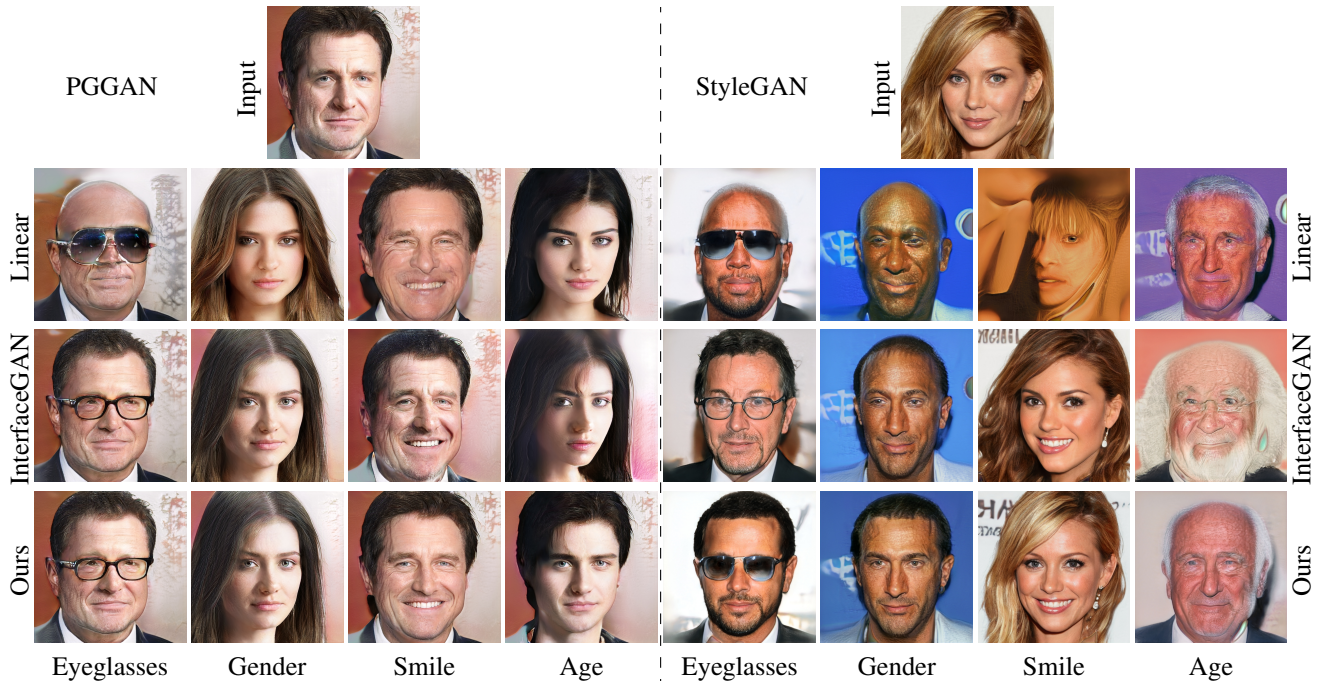 PGGAN
Input
StyleGAN
Input
Linear
Linear
InterfaceGAN
InterfaceGAN
Ours
Ours
Eyeglasses Gender Smile Age Eyeglasses Gender Smile Age